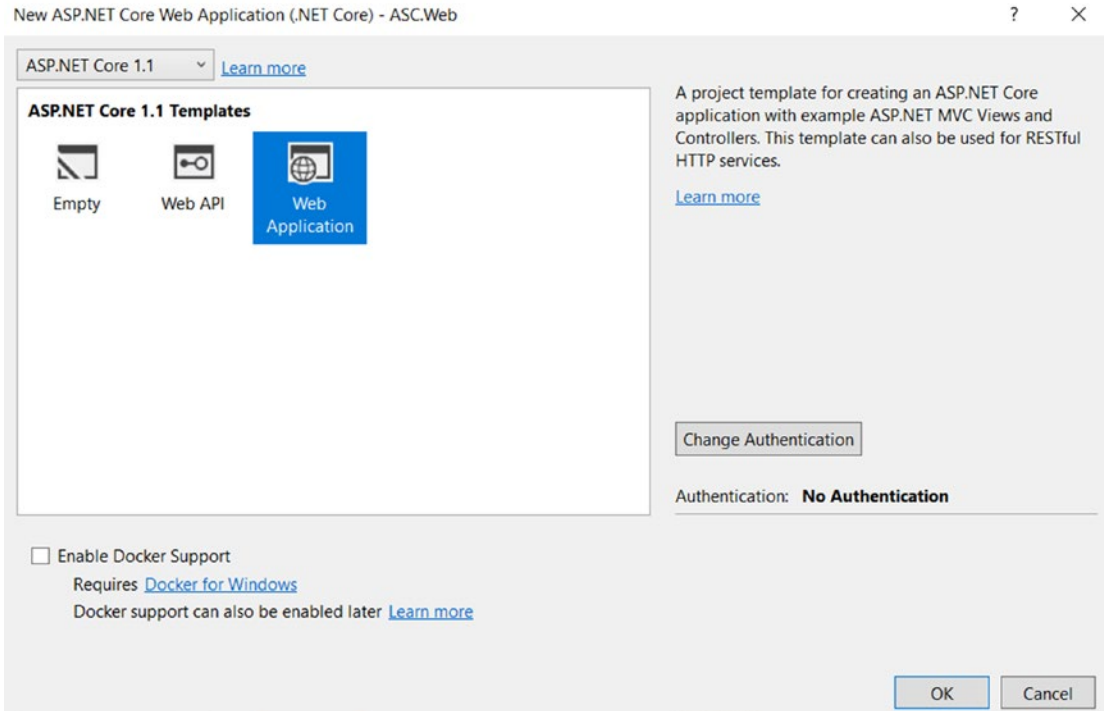 New ASP.NET Core Web Application (.NET Core) - ASC.Web
?
ASP.NET Core 1.1
Learn more
ASP.NET Core 1.1 Templates
Empty
Web API
Web
Application
A project template for creating an ASP.NET Core
application with example ASP.NET MVC Views and
Controllers. This template can also be used for RESTful
HTTP services.
Learn more
Change Authentication
Authentication: No Authentication
Enable Docker Support
Requires Docker for Windows
Docker support can also be enabled later Learn more
OK
Cancel